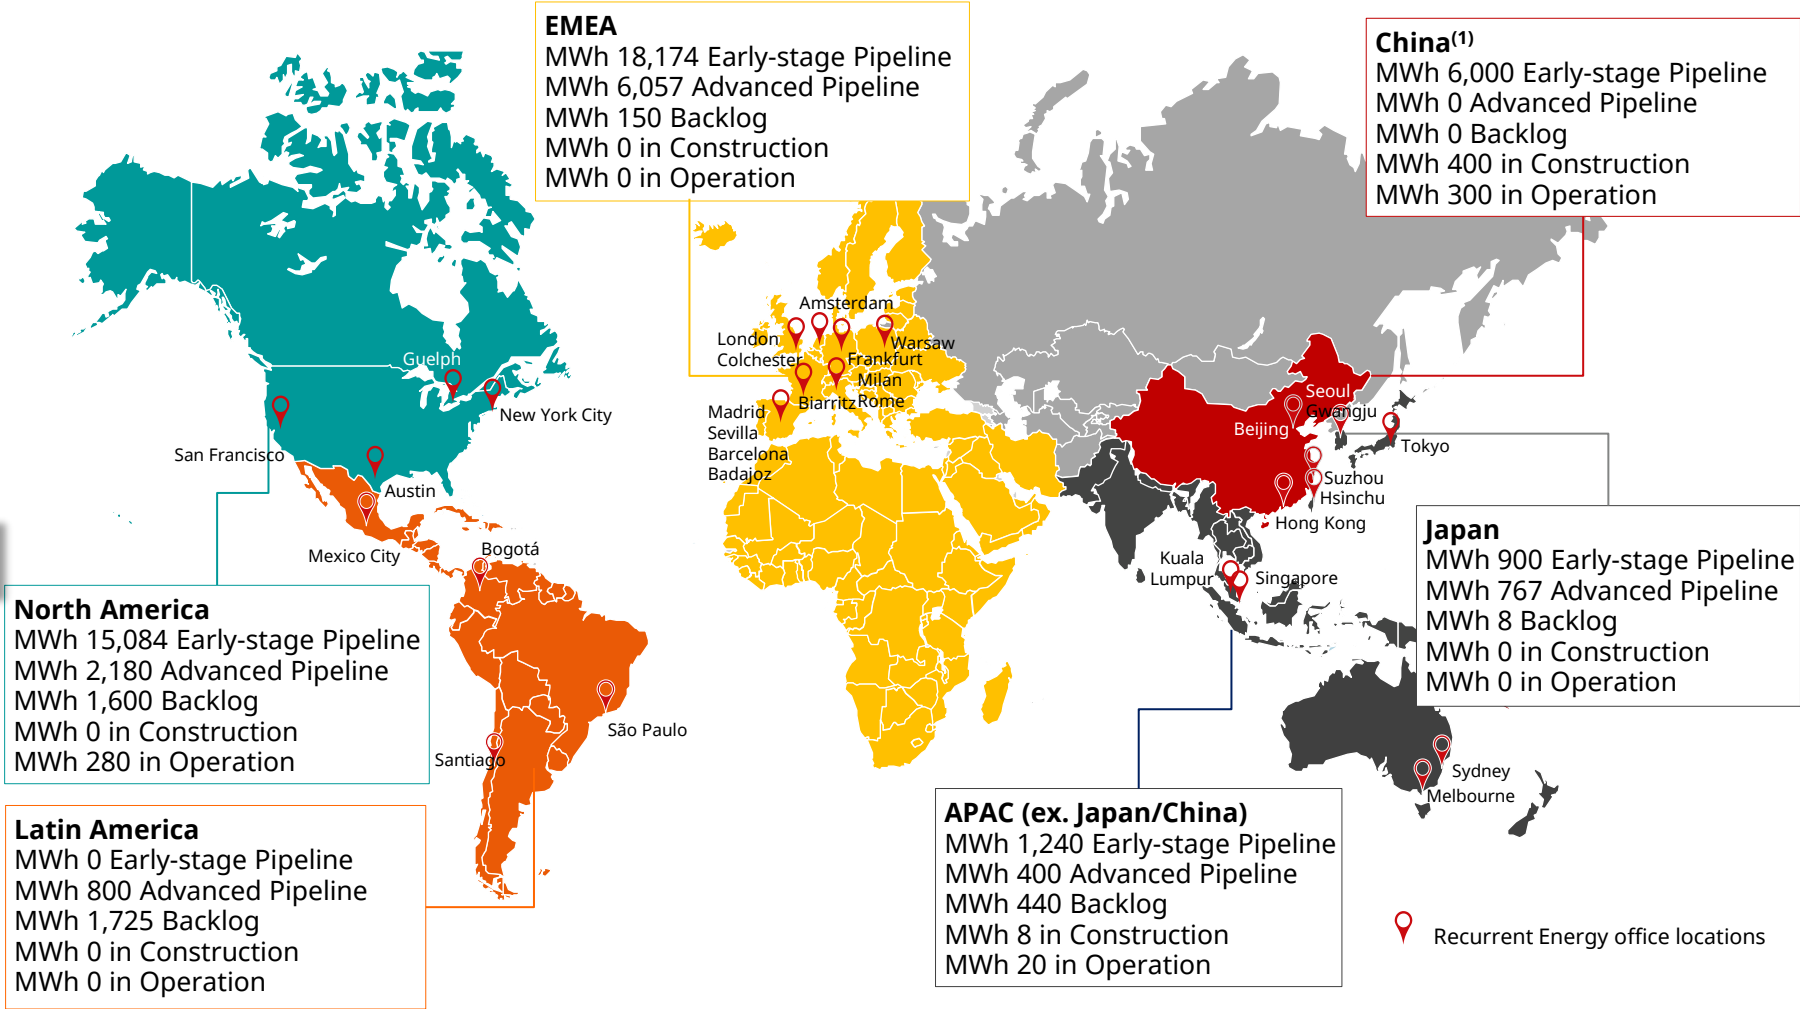 EMEA
MWh 18,174 Early-stage Pipeline
MWh 6,057 Advanced Pipeline
MWh 150 Backlog
MWh 0 in Construction
MWh 0 in Operation
China(1)
MWh 6,000 Early-stage Pipeline
MWh 0 Advanced Pipeline
MWh 0 Backlog
MWh 400 in Construction
MWh 300 in Operation
Amsterdam
London
Colchester
Warsaw
Frankfurt
Milan
Rome
Biarritz
Madrid
Sevilla
Barcelona
Badajoz
Guelph
New York City
San Francisco
Austin
Mexico City
Bogotá
São Paulo
Santiago
Seoul
Gwangju
Beijing
Tokyo
Suzhou
Hsinchu
Hong Kong
Kuala
Lumpur
Singapore
Sydney
Melbourne
North America
MWh 15,084 Early-stage Pipeline
MWh 2,180 Advanced Pipeline
MWh 1,600 Backlog
MWh 0 in Construction
MWh 280 in Operation
Japan
MWh 900 Early-stage Pipeline
MWh 767 Advanced Pipeline
MWh 8 Backlog
MWh 0 in Construction
MWh 0 in Operation
Latin America
MWh 0 Early-stage Pipeline
MWh 800 Advanced Pipeline
MWh 1,725 Backlog
MWh 0 in Construction
MWh 0 in Operation
APAC (ex. Japan/China)
MWh 1,240 Early-stage Pipeline
MWh 400 Advanced Pipeline
MWh 440 Backlog
MWh 8 in Construction
MWh 20 in Operation
Recurrent Energy office locations